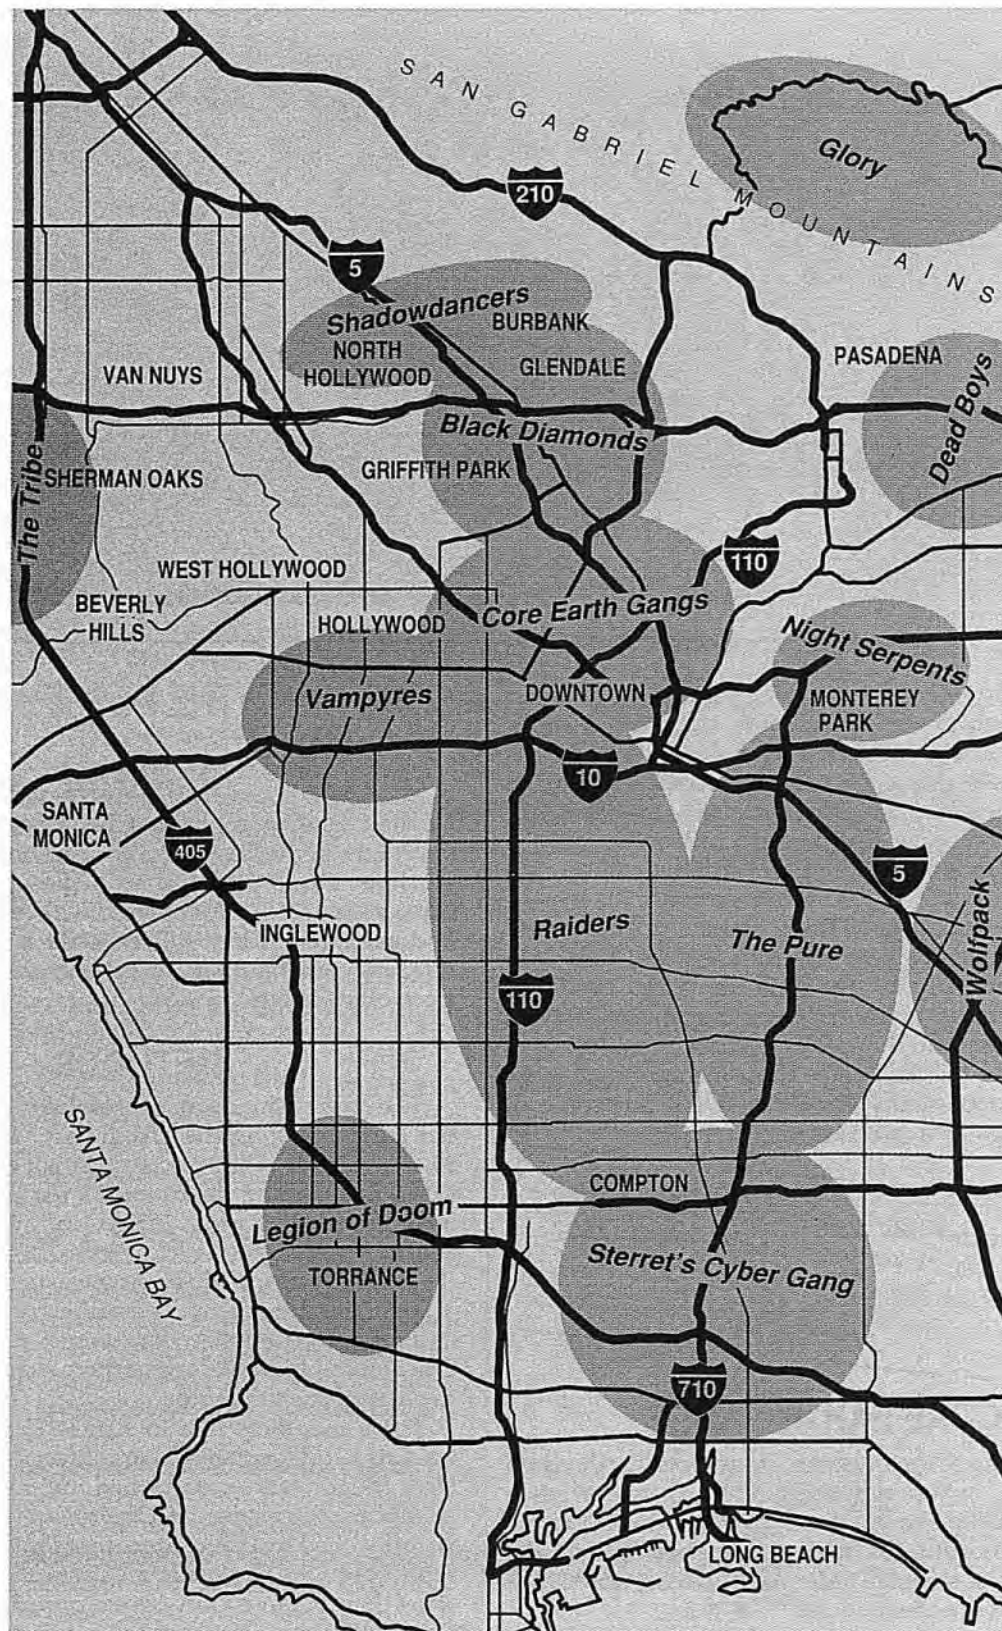 SAN GABRIEL MOUNTAINS
Glory
210
5
Shadowdancers
BURBANK
NORTH
HOLLYWOOD
GLENDALE
PASADENA
VAN NUYS
Dead Boys
Black Diamonds
GRIFFITH PARK
The Tribe
SHERMAN OAKS
110
WEST HOLLYWOOD
BEVERLY
HILLS
HOLLYWOOD
Core Earth Gangs
Night Serpents
Vampyres
DOWNTOWN
MONTEREY
PARK
10
SANTA
MONICA
405
5
INGLEWOOD
Raiders
The Pure
Wolfpack
110
SANTA MONICA BAY
COMPTON
Legion of Doom
TORRANCE
Sterret's Cyber Gang
710
LONG BEACH